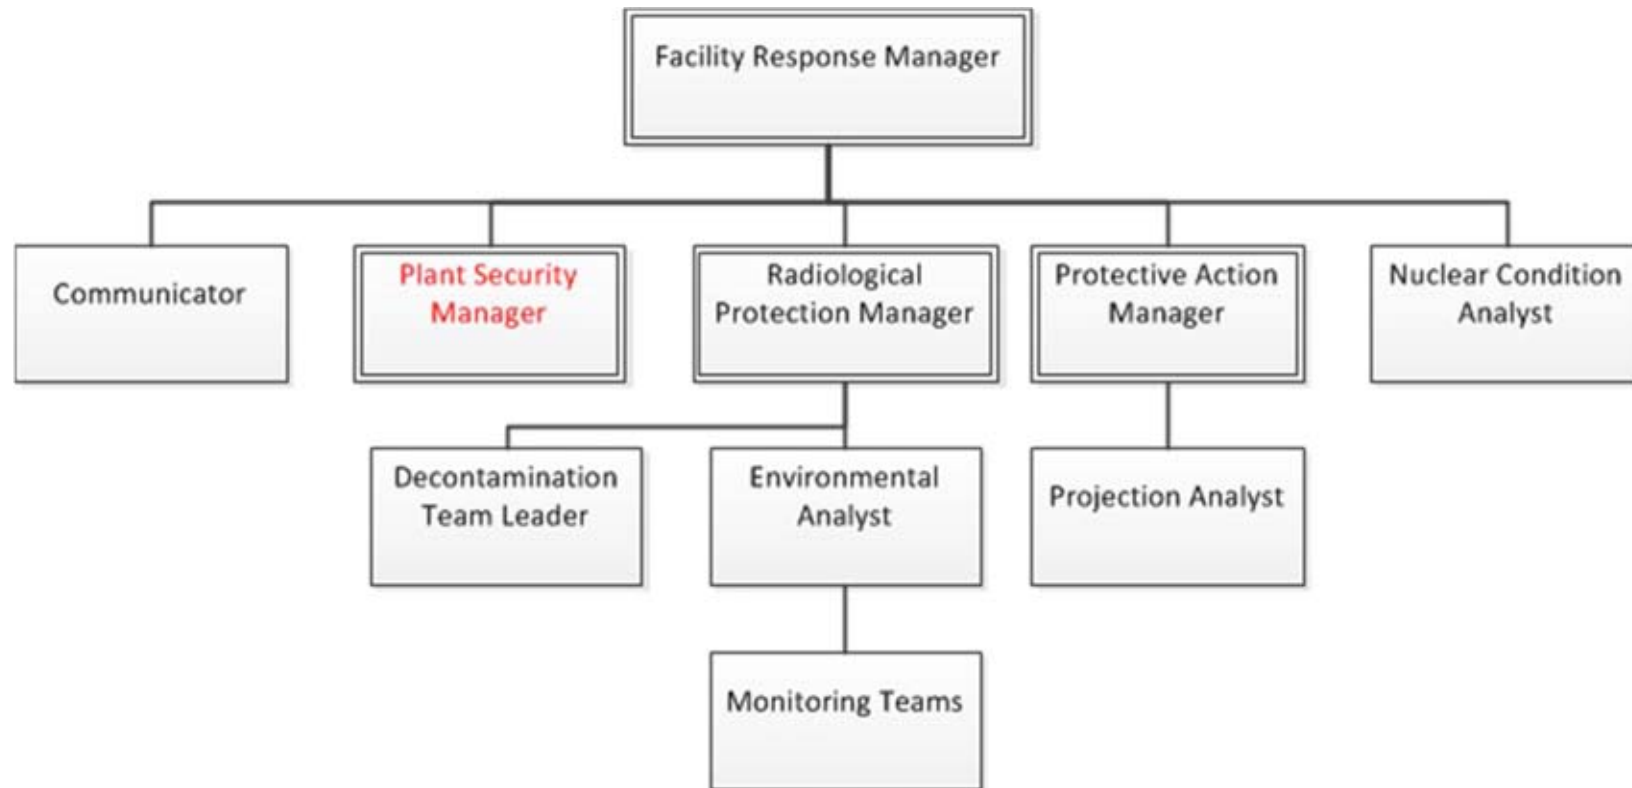 Facility Response Manager
Communicator
Plant Security
Manager
Radiological
Protection Manager
Protective Action
Manager
Nuclear Condition
Analyst
Decontamination
Team Leader
Environmental
Analyst
Projection Analyst
Monitoring Teams